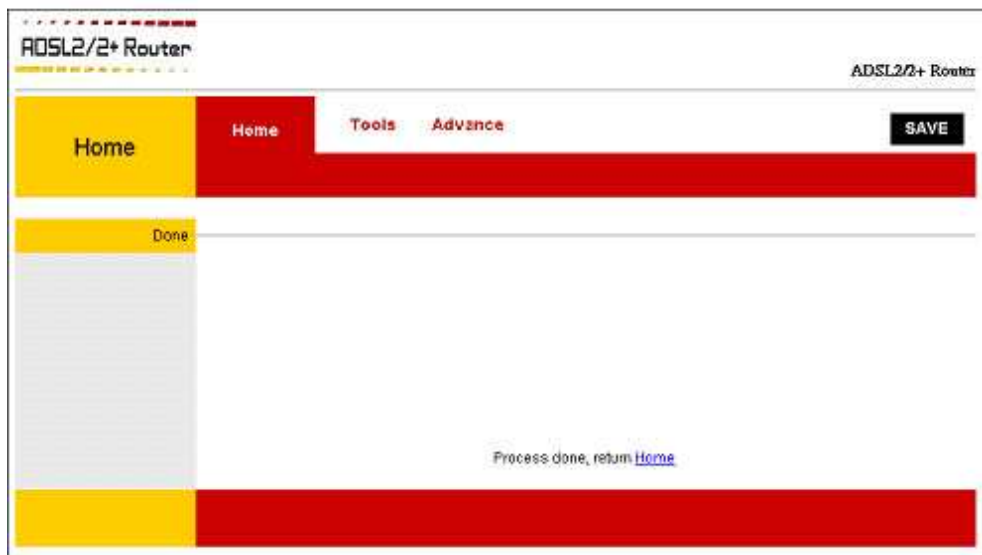 ADSL2/2+ Router
ADSL2/2+ Router
Home
Home
Tools
Advance
SAVE
Done
Process done, return Home